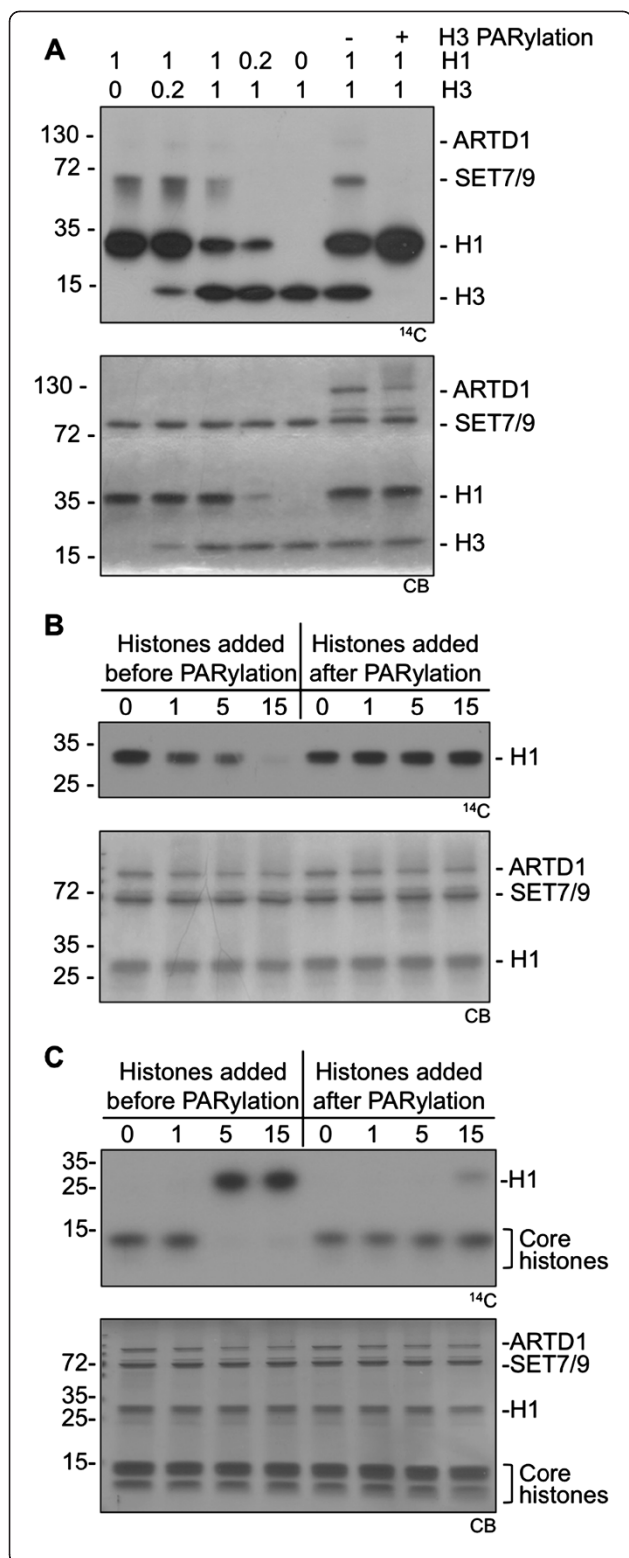 A
- + H3 PARylation
1 1 1 0.2 0 1 1 H1
0 0.2 1 1 1 1 1 H3
130 - - ARTD1
72 - - SET7/9
35 - - H1
15 - - H3
14C
130 - - ARTD1
72 - - SET7/9
35 - - H1
15 - - H3
CB
B
Histones added Histones added
before PARylation after PARylation
0 1 5 15 0 1 5 15
35 - - H1
25 -
14C
- ARTD1
72 - - SET7/9
35 -
25 - - H1
CB
C
Histones added Histones added
before PARylation after PARylation
0 1 5 15 0 1 5 15
35-
25- -H1
15- Core
histones
14C
-ARTD1
72- -SET7/9
35-
25- -H1
15- Core
histones
CB